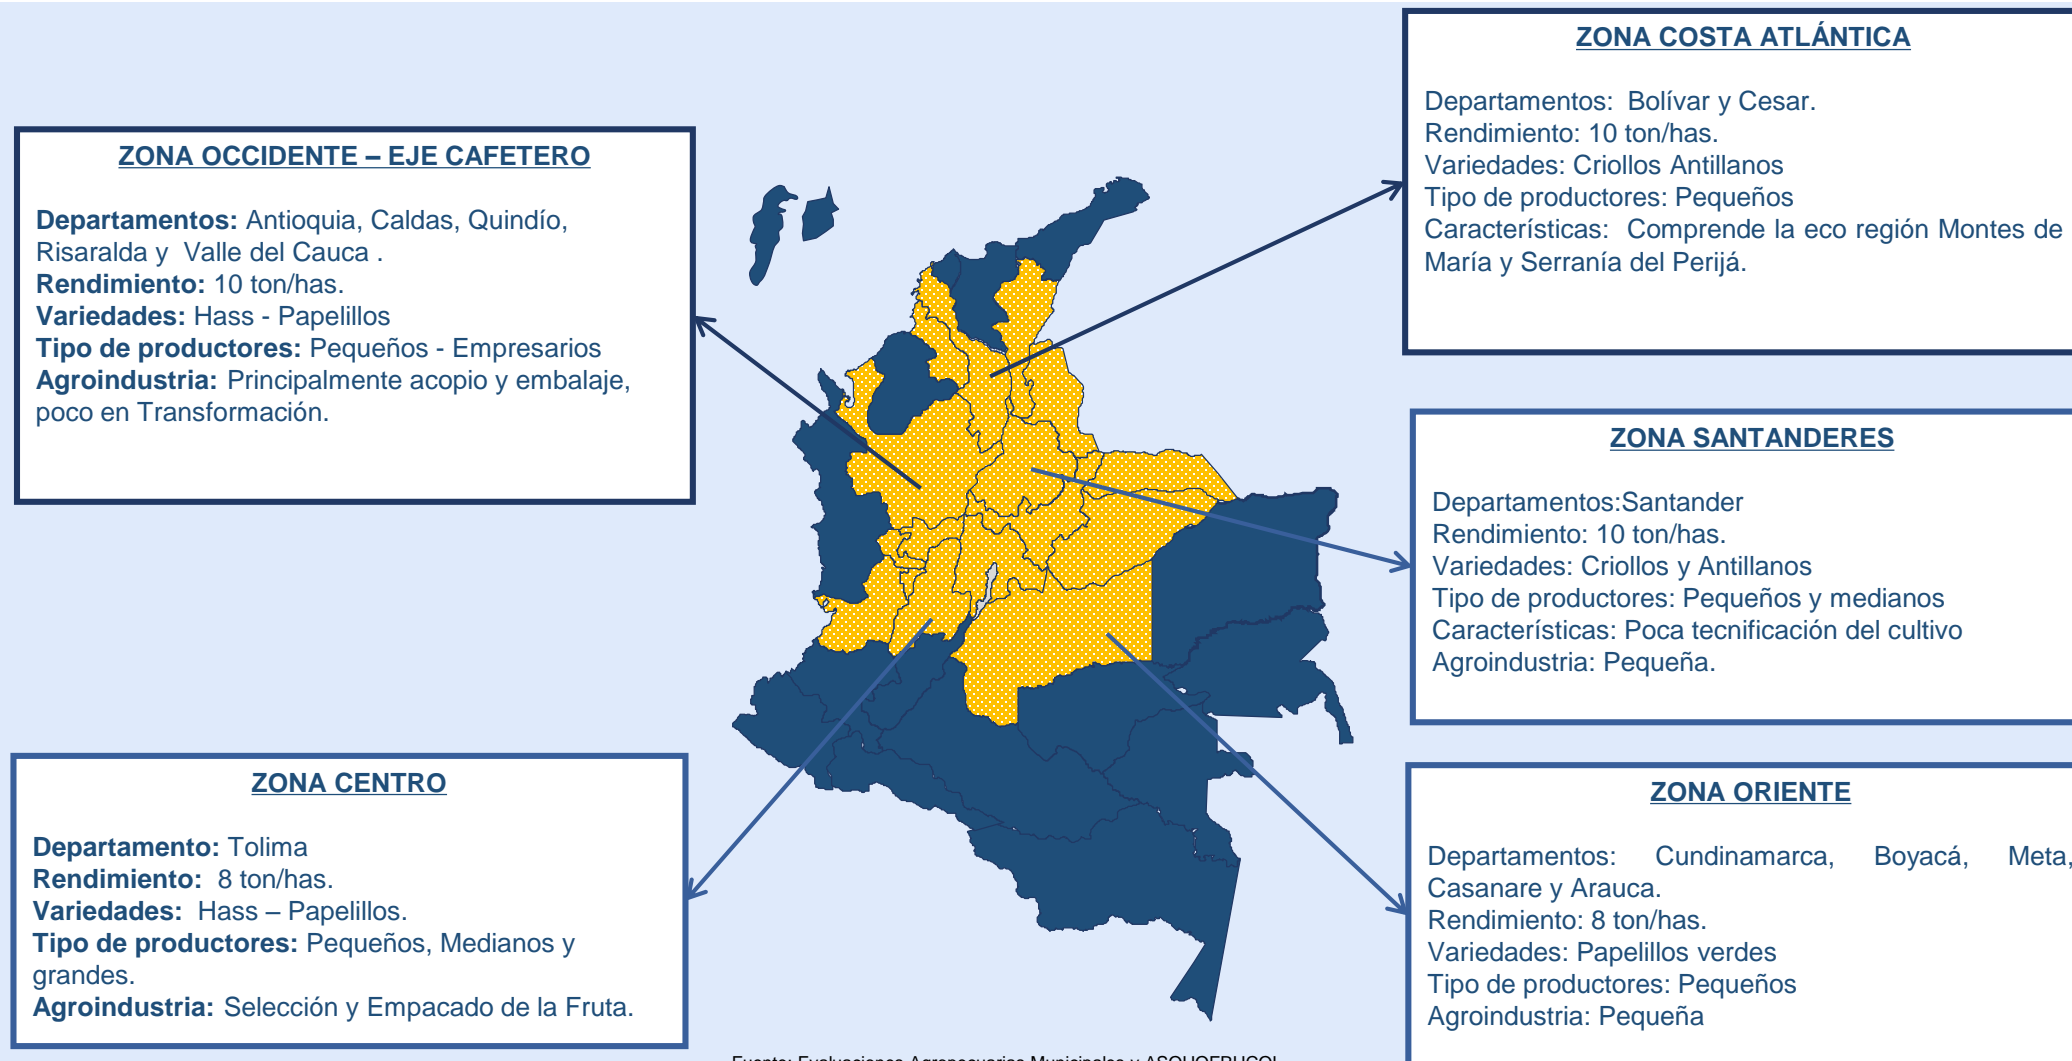 ZONA COSTA ATLÁNTICA
Departamentos: Bolívar y Cesar.
Rendimiento: 10 ton/has.
Variedades: Criollos Antillanos
Tipo de productores: Pequeños
Características: Comprende la eco región Montes de
María y Serranía del Perijá.
ZONA OCCIDENTE – EJE CAFETERO
Departamentos: Antioquia, Caldas, Quindío,
Risaralda y Valle del Cauca .
Rendimiento: 10 ton/has.
Variedades: Hass - Papelillos
Tipo de productores: Pequeños - Empresarios
Agroindustria: Principalmente acopio y embalaje,
poco en Transformación.
ZONA SANTANDERES
Departamentos:Santander
Rendimiento: 10 ton/has.
Variedades: Criollos y Antillanos
Tipo de productores: Pequeños y medianos
Características: Poca tecnificación del cultivo
Agroindustria: Pequeña.
ZONA CENTRO
Departamento: Tolima
Rendimiento: 8 ton/has.
Variedades: Hass – Papelillos.
Tipo de productores: Pequeños, Medianos y
grandes.
Agroindustria: Selección y Empacado de la Fruta.
ZONA ORIENTE
Departamentos: Cundinamarca, Boyacá, Meta,
Casanare y Arauca.
Rendimiento: 8 ton/has.
Variedades: Papelillos verdes
Tipo de productores: Pequeños
Agroindustria: Pequeña
Fuente: Evaluaciones Agropecuarias Municipales y